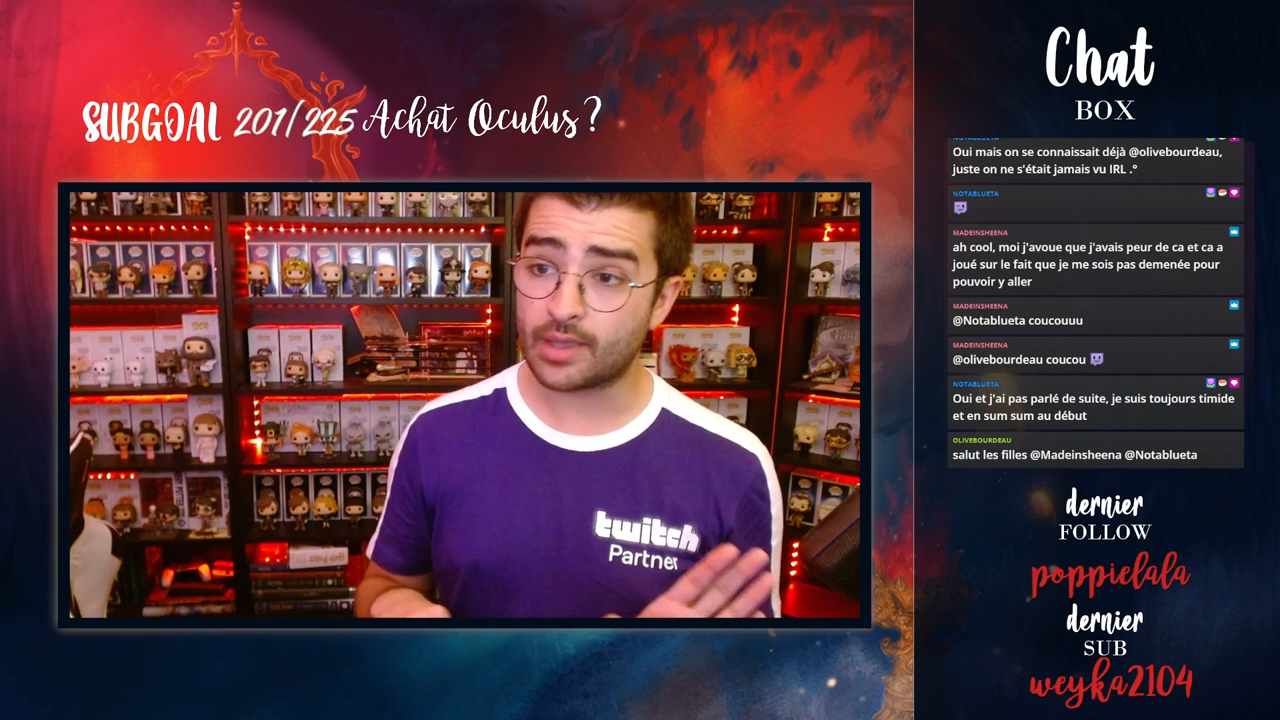 SUBGOAL 201/225 Achat Oculus ?
twitch
Partner
Chat
BOX
NOTABLUETA
Oui mais on se connaissait déjà @olivebourdeau,
juste on ne s'était jamais vu IRL .°
NOTABLUETA
MADEINSHEENA
ah cool, moi j'avoue que j'avais peur de ca et ca a
joué sur le fait que je me sois pas demenée pour
pouvoir y aller
MADEINSHEENA
@Notablueta coucouuu
MADEINSHEENA
@olivebourdeau coucou
NOTABLUETA
Oui et j'ai pas parlé de suite, je suis toujours timide
et en sum sum au début
OLIVEBOURDEAU
salut les filles @Madeinsheena @Notablueta
dernier
FOLLOW
poppielala
dernier
SUB
weyka2104